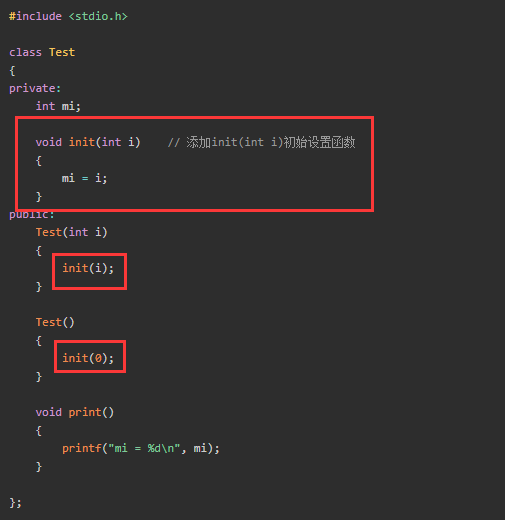 #include <stdio.h>
class Test
{
private:
int mi;
void init(int i) // 添加init(int i)初始设置函数
{
mi = i;
}
public:
Test(int i)
{
init(i);
}
Test()
{
init(0);
}
void print()
{
printf("mi = %d\n", mi);
}
};